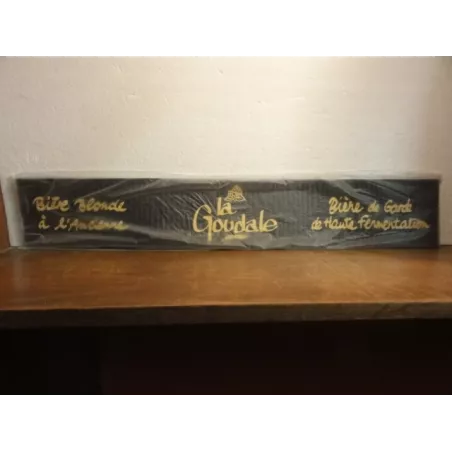 Bière Blonde
à l'Ancienne
la
Goudale
Bière de Garde
de Haute Fermentation